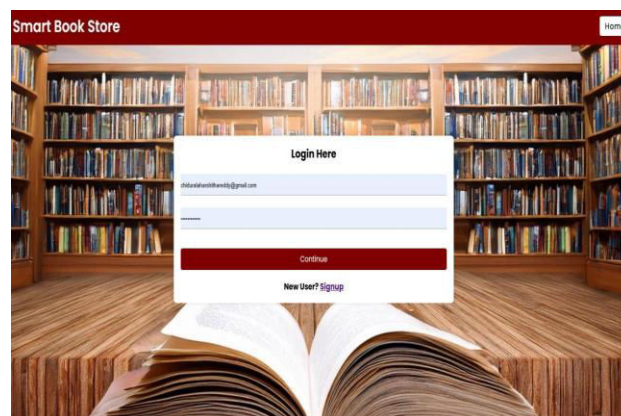 Smart Book Store
Hom
Login Here
Continue
New User? Signup